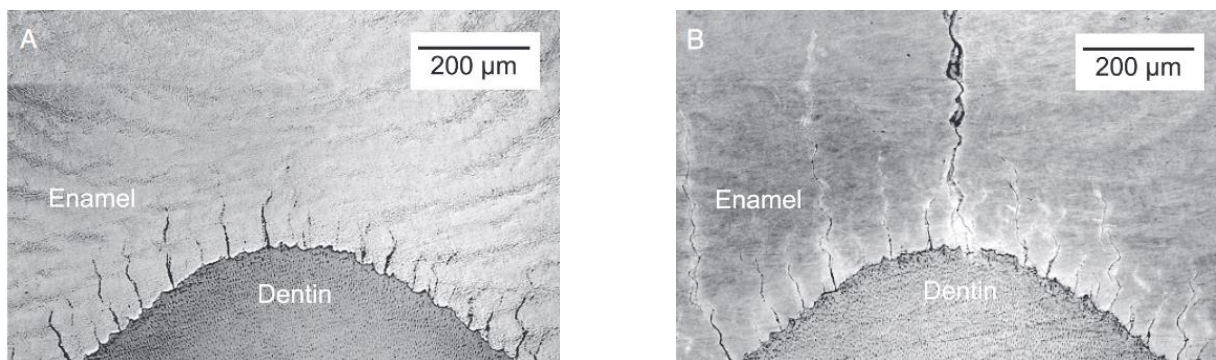 A
200 μm
Enamel
Dentin
B
200 μm
Enamel
Dentin